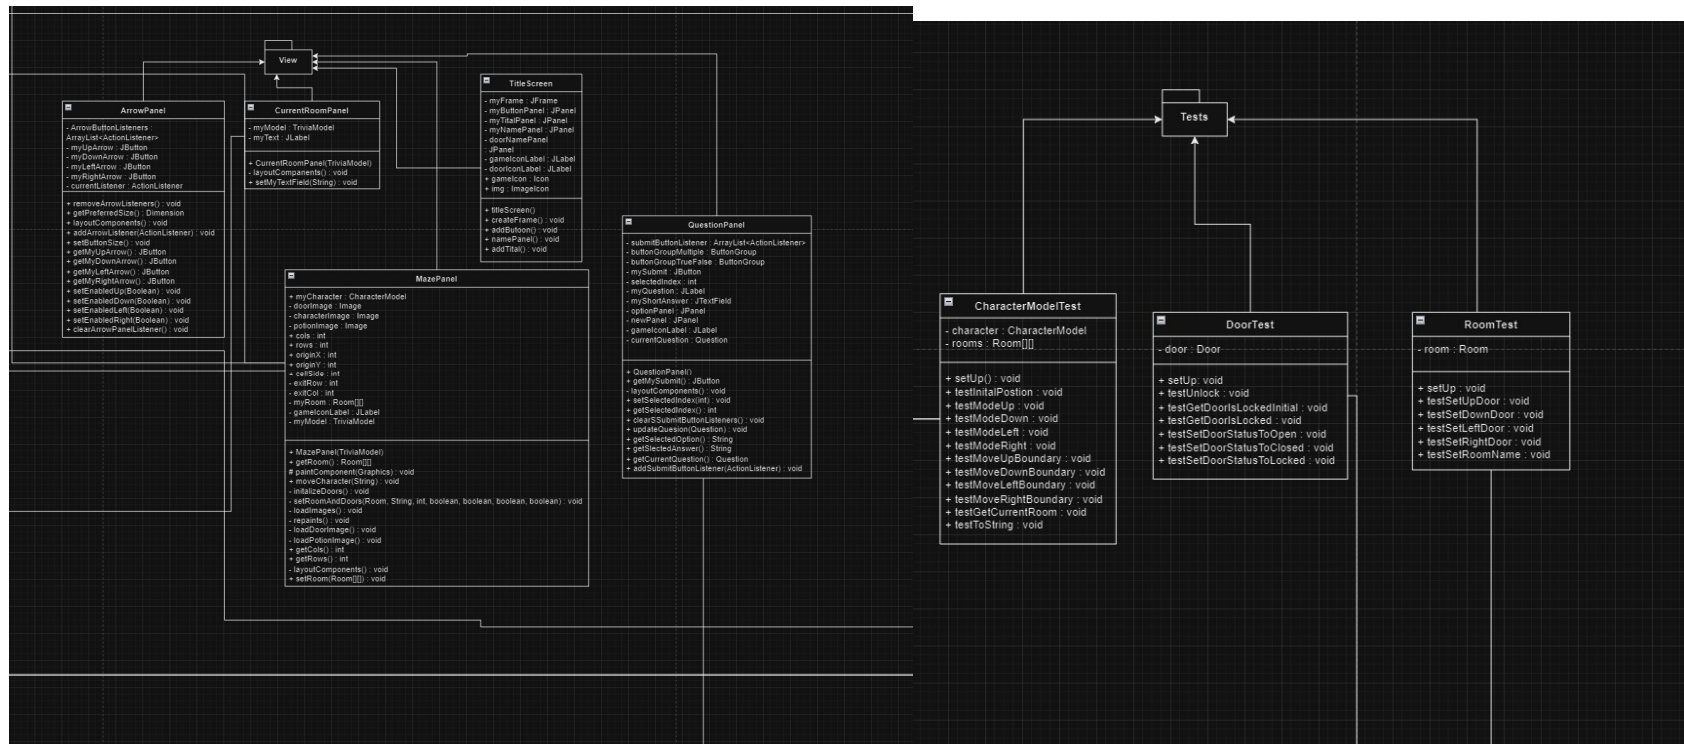 View
ArrowPanel
- ArrowButtonListeners :
ArrayList<ActionListener>
- myUpArrow : JButton
- myDownArrow : JButton
- myLeftArrow : JButton
- myRightArrow : JButton
- currentListener : ActionListener
+ removeArrowListeners() : void
+ getPreferredSize() : Dimension
+ layoutComponents() : void
+ addArrowListener(ActionListener) : void
+ setButtonSize() : void
+ getMyUpArrow() : JButton
+ getMyDownArrow() : JButton
+ getMyLeftArrow() : JButton
+ getMyRightArrow() : JButton
+ setEnabledUp(Boolean) : void
+ setEnabledDown(Boolean) : void
+ setEnabledLeft(Boolean) : void
+ setEnabledRight(Boolean) : void
+ clearArrowPanelListener() : void
CurrentRoomPanel
- myModel : TriviaModel
- myText : JLabel
+ CurrentRoomPanel(TriviaModel)
- layoutCompanents() : void
+ setMyTextField(String) : void
TitleScreen
- myFrame : JFrame
- myButtonPanel : JPanel
- myTitalPanel : JPanel
- myNamePanel : JPanel
- doorNamePanel
: JPanel
- gameIconLabel : JLabel
- doorIconLabel : JLabel
+ gameIcon : Icon
+ img : ImageIcon
+ titleScreen()
+ createFrame() : void
+ addButoon() : void
+ namePanel() : void
+ addTital() : void
MazePanel
+ myCharacter : CharacterModel
- doorImage : Image
- characterImage : Image
- potionImage : Image
+ cols : int
+ rows : int
+ originX : int
+ originY : int
+ cellSide : int
- exitRow : int
- exitCol : int
- myRoom : Room[][]
- gameIconLabel : JLabel
- myModel : TriviaModel
+ MazePanel(TriviaModel)
+ getRoom() : Room[][]
# paintComponent(Graphics) : void
+ moveCharacter(String) : void
- initalizeDoors() : void
- setRoomAndDoors(Room, String, int, boolean, boolean, boolean, boolean) : void
- loadImages() : void
- repaints() : void
- loadDoorImage() : void
- loadPotionImage() : void
+ getCols() : int
+ getRows() : int
- layoutComponents() : void
+ setRoom(Room[][]) : void
QuestionPanel
- submitButtonListener : ArrayList<ActionListener>
- buttonGroupMultiple : ButtonGroup
- buttonGroupTrueFalse : ButtonGroup
- mySubmit : JButton
- selectedIndex : int
- myQuestion : JLabel
- myShortAnswer : JTextField
- optionPanel : JPanel
- newPanel : JPanel
- gameIconLabel : JLabel
- currentQuestion : Question
+ QuestionPanel()
+ getMySubmit() : JButton
- layoutComponents() : void
+ setSelectedIndex(int) : void
+ getSelectedIndex() : int
+ clearSSubmitButtonListeners() : void
+ updateQuesion(Question) : void
+ getSelectedOption() : String
+ getSlectedAnswer() : String
+ getCurrentQuestion() : Question
+ addSubmitButtonListener(ActionListener) : void
Tests
CharacterModelTest
- character : CharacterModel
- rooms : Room[][]
+ setUp() : void
+ testInitalPostion : void
+ testModeUp : void
+ testModeDown : void
+ testModeLeft : void
+ testModeRight : void
+ testMoveUpBoundary : void
+ testMoveDownBoundary : void
+ testMoveLeftBoundary : void
+ testMoveRightBoundary : void
+ testGetCurrentRoom : void
+ testToString : void
DoorTest
- door : Door
+ setUp: void
+ testUnlock : void
+ testGetDoorIsLockedInitial : void
+ testGetDoorIsLocked : void
+ testSetDoorStatusToOpen : void
+ testSetDoorStatusToClosed : void
+ testSetDoorStatusToLocked : void
RoomTest
- room : Room
+ setUp : void
+ testSetUpDoor : void
+ testSetDownDoor : void
+ testSetLeftDoor : void
+ testSetRightDoor : void
+ testSetRoomName : void